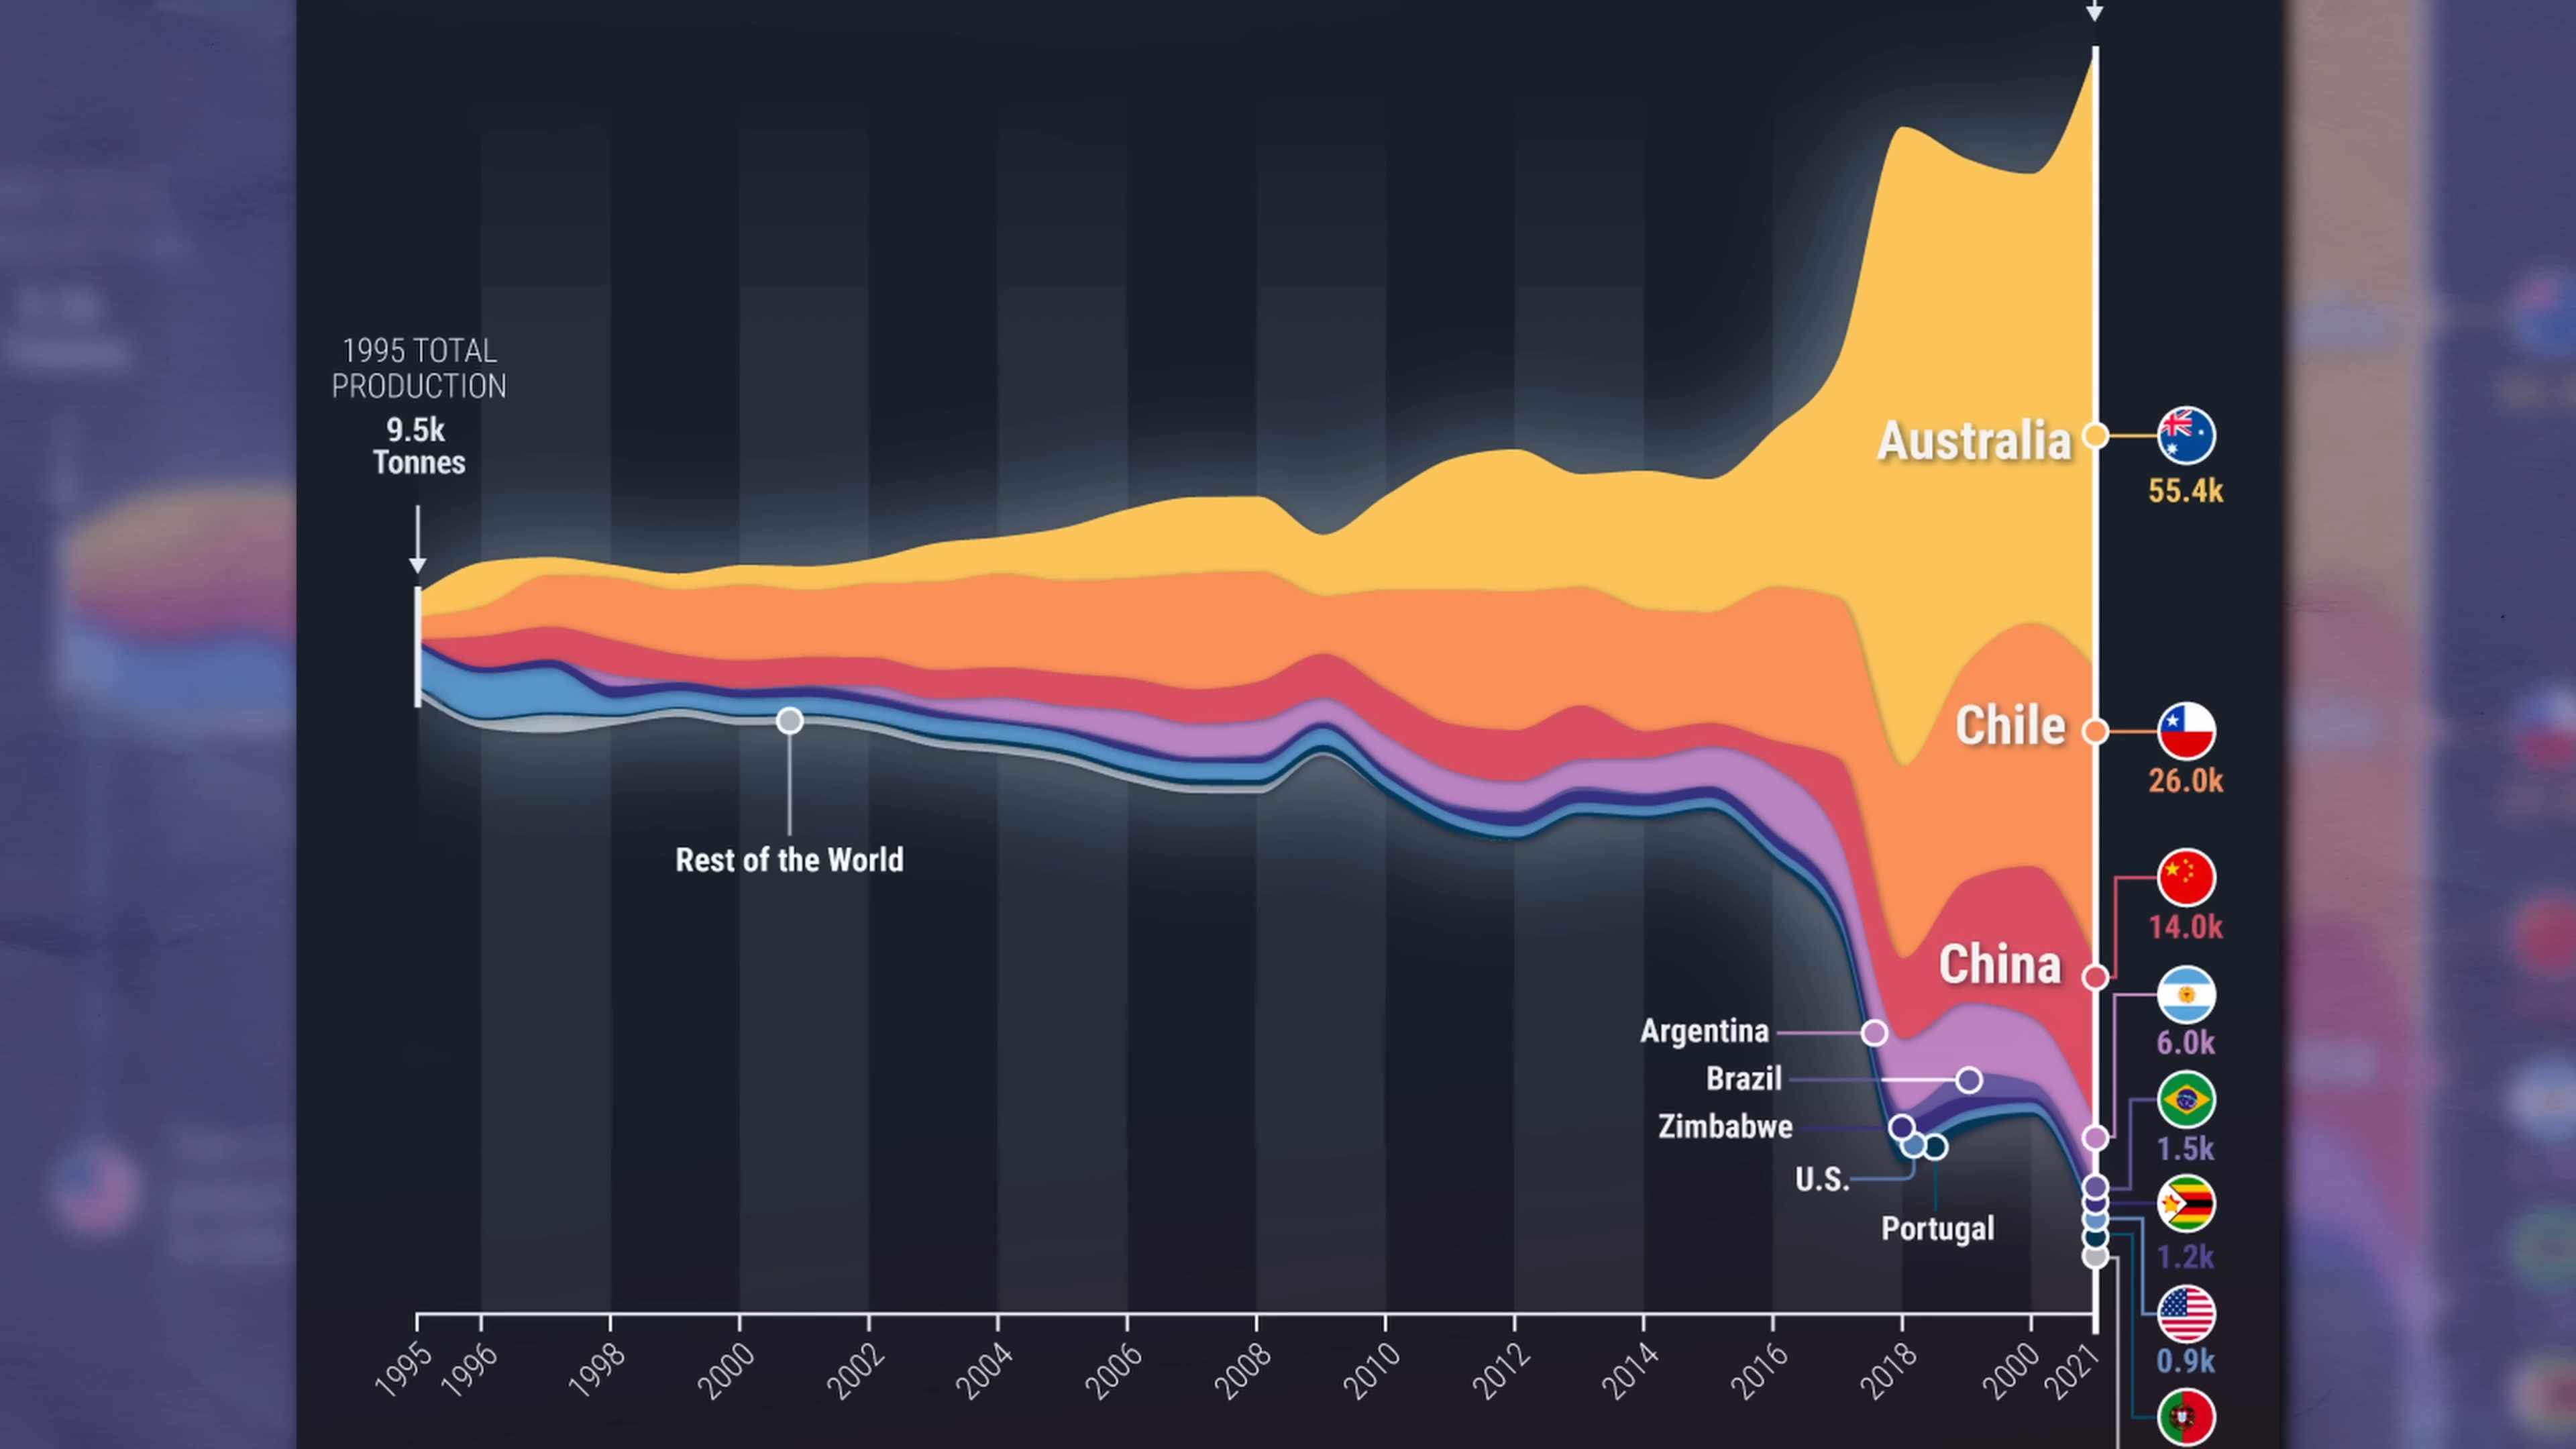 1995 TOTAL
PRODUCTION
9.5k
Tonnes
Rest of the World
Australia
55.4k
Chile
26.0k
China
14.0k
Argentina
6.0k
Brazil
1.5k
Zimbabwe
1.2k
U.S.
0.9k
Portugal
1995
1996
1998
2000
2002
2004
2006
2008
2010
2012
2014
2016
2018
2000
2021